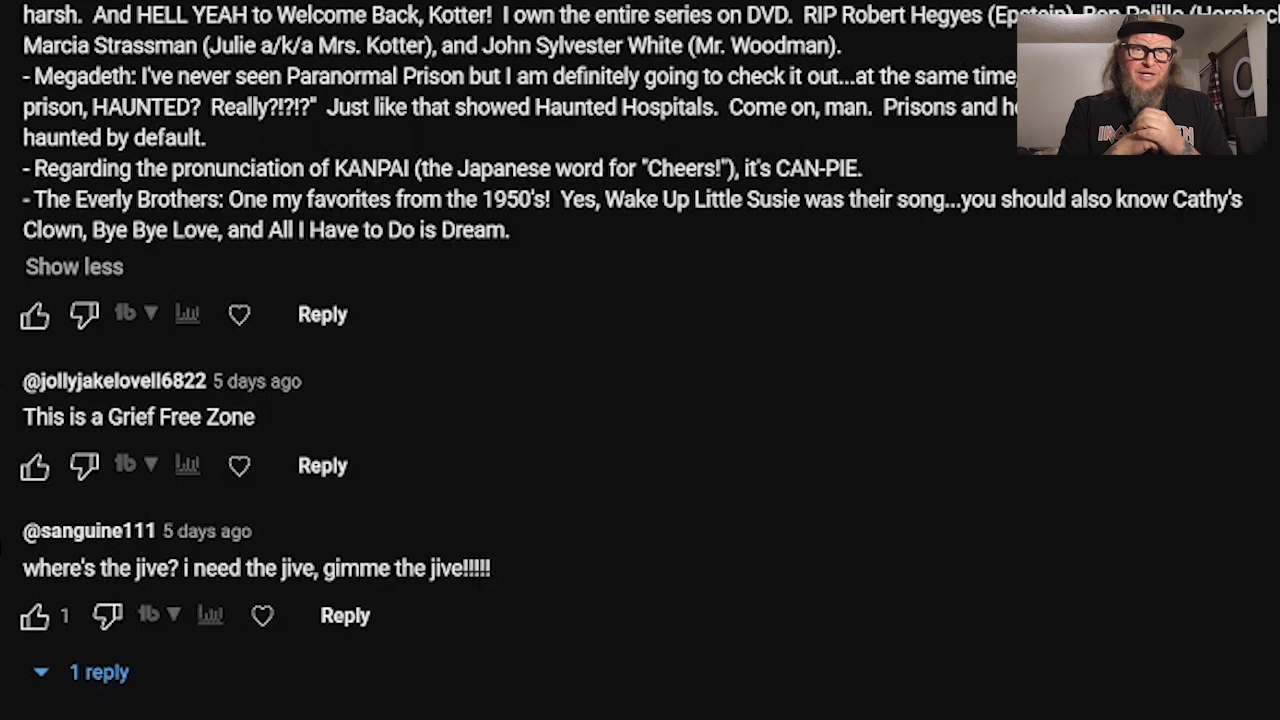 harsh. And HELL YEAH to Welcome Back, Kotter! I own the entire series on DVD. RIP Robert Hegyes
Marcia Strassman (Julie a/k/a Mrs. Kotter), and John Sylvester White (Mr. Woodman).
- Megadeth: I've never seen Paranormal Prison but I am definitely going to check it out...at the same time,
prison, HAUNTED? Really?!?!?" Just like that showed Haunted Hospitals. Come on, man. Prisons and
haunted by default.
- Regarding the pronunciation of KANPAI (the Japanese word for "Cheers!"), it's CAN-PIE.
- The Everly Brothers: One my favorites from the 1950's! Yes, Wake Up Little Susie was their song...you should also know Cathy's
Clown, Bye Bye Love, and All I Have to Do is Dream.
Show less
Reply
@jollyjakelovell6822 5 days ago
This is a Grief Free Zone
Reply
@sanguine111 5 days ago
where's the jive? i need the jive, gimme the jive!!!!!
1 Reply
1 reply